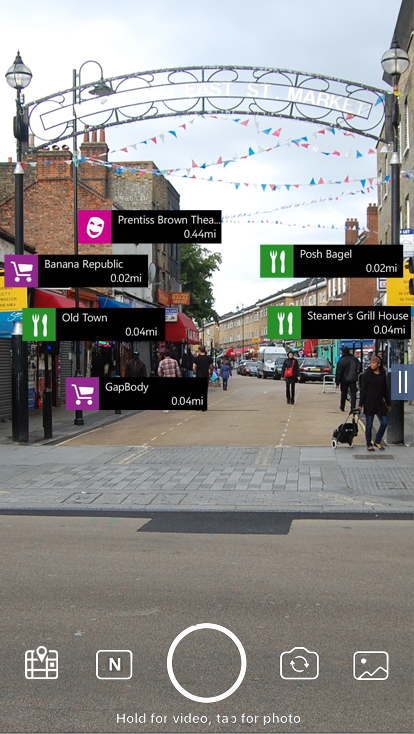 EAST ST. MARKET
Prentiss Brown Thea...
0.44mi
Banana Republic
0.02mi
Posh Bagel
0.02mi
Old Town
0.04mi
Steamer's Grill House
0.04mi
GapBody
0.04mi
N
Hold for video, tap for photo